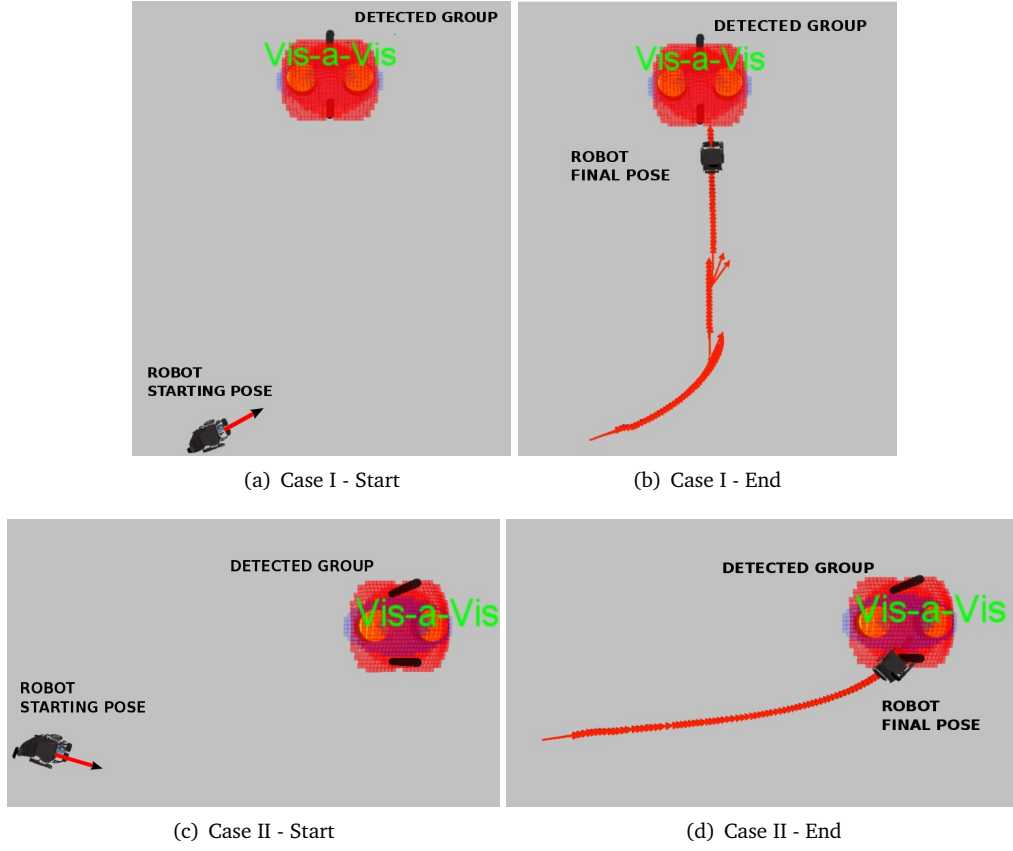 DETECTED GROUP
Vis-a-Vis
ROBOT
STARTING POSE
DETECTED GROUP
Vis-a-Vis
ROBOT
FINAL POSE
(a) Case I - Start
(b) Case I - End
DETECTED GROUP
Vis-a-Vis
ROBOT
STARTING POSE
DETECTED GROUP
Vis-a-Vis
ROBOT
FINAL POSE
(c) Case II - Start
(d) Case II - End